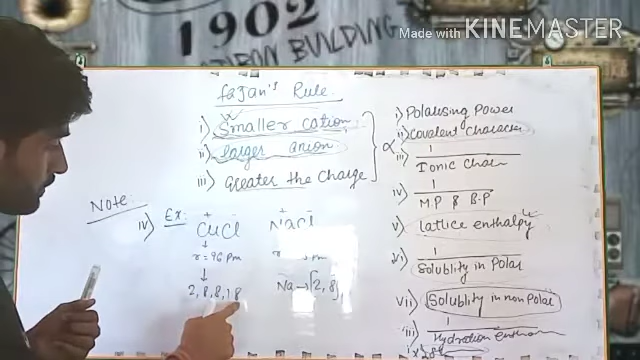 1902
Made with KINEMASTER
BUILDING
Fajan's Rule
i) Smaller cation
ii) larger anion
iii) Greater the Charge
∝
i) Polarising Power
ii) Covalent Character
iii) 1
Ionic Char
iv) 1
M.P & B.P
v) Lattice enthalpy
vi) 1
Solublity in Polar
vii) Solublity in non Polar
1
Hydration
Note
iv) Ex:
+ -
CuCl
+ -
NaCl
↓
r = 96 Pm
r
Pm
↓
2, 8, 8, 18
Na → [2, 8],